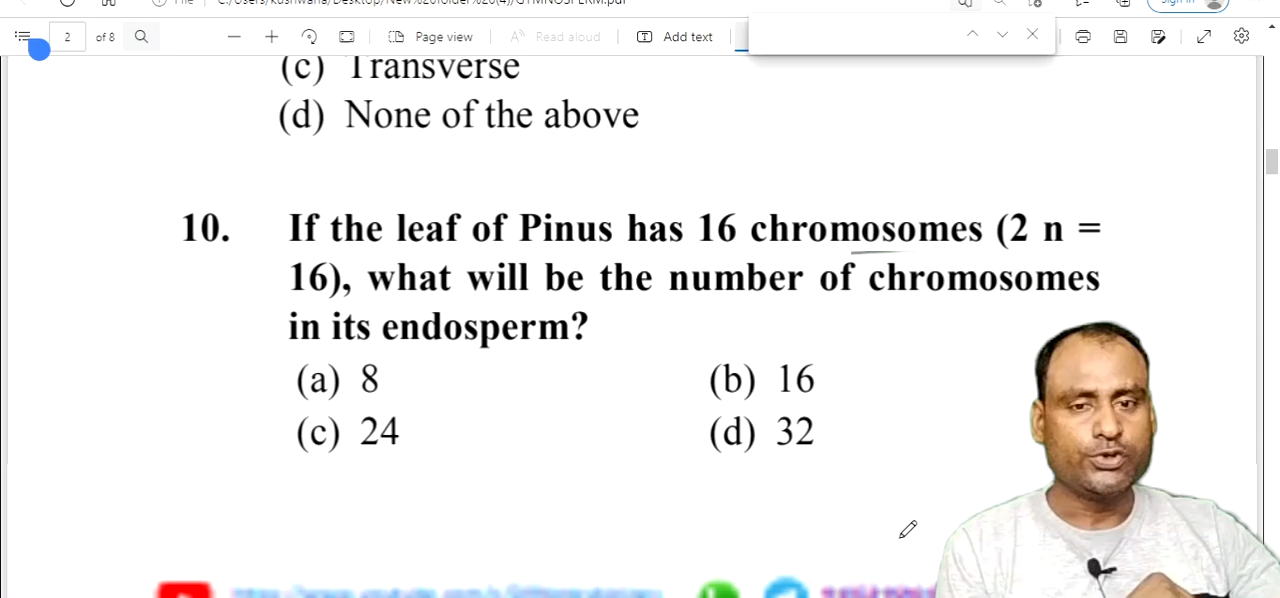 2 of 8 Page view Read aloud Add text
(c) Transverse
(d) None of the above
10. If the leaf of Pinus has 16 chromosomes (2 n =
16), what will be the number of chromosomes
in its endosperm?
(a) 8 (b) 16
(c) 24 (d) 32